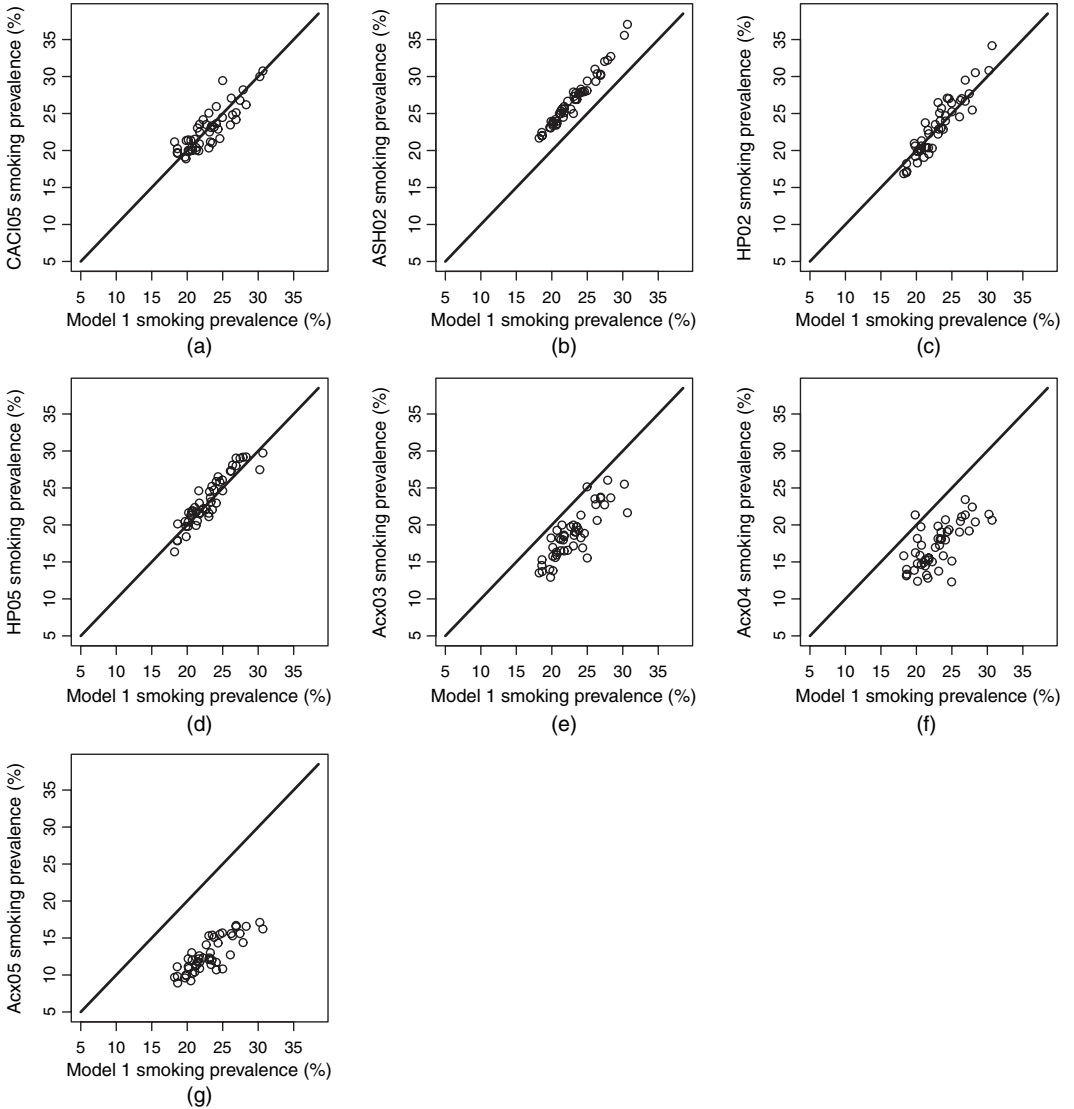 CACI05 smoking prevalence (%)
5 10 15 20 25 30 35
5 10 15 20 25 30 35
Model 1 smoking prevalence (%)
(a)
ASH02 smoking prevalence (%)
5 10 15 20 25 30 35
5 10 15 20 25 30 35
Model 1 smoking prevalence (%)
(b)
HP02 smoking prevalence (%)
5 10 15 20 25 30 35
5 10 15 20 25 30 35
Model 1 smoking prevalence (%)
(c)
HP05 smoking prevalence (%)
5 10 15 20 25 30 35
5 10 15 20 25 30 35
Model 1 smoking prevalence (%)
(d)
Acx03 smoking prevalence (%)
5 10 15 20 25 30 35
5 10 15 20 25 30 35
Model 1 smoking prevalence (%)
(e)
Acx04 smoking prevalence (%)
5 10 15 20 25 30 35
5 10 15 20 25 30 35
Model 1 smoking prevalence (%)
(f)
Acx05 smoking prevalence (%)
5 10 15 20 25 30 35
5 10 15 20 25 30 35
Model 1 smoking prevalence (%)
(g)